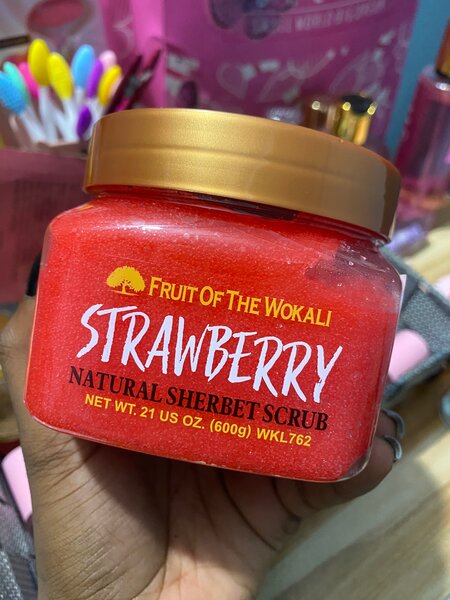 FRUIT OF THE WOKALI
STRAWBERRY
NATURAL SHERBET SCRUB
NET WT. 21 US OZ. (600g) WKL762